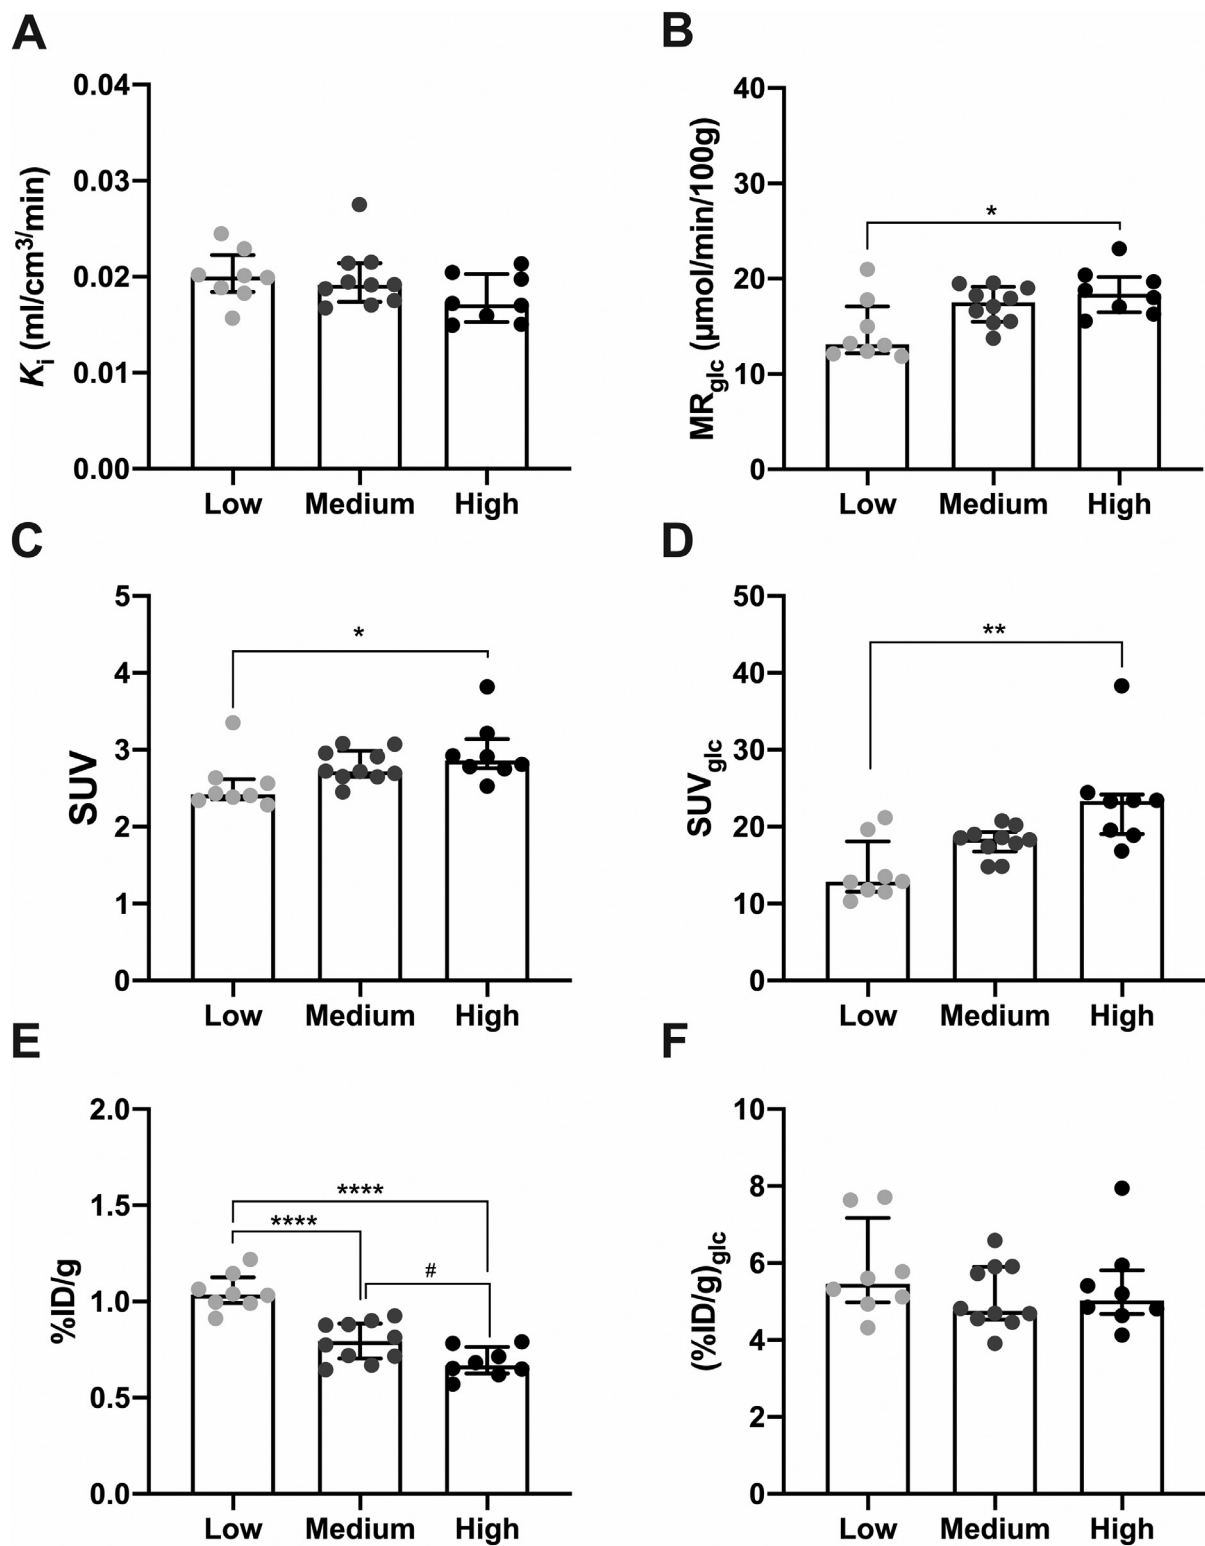 A
0.04
0.03
0.02
0.01
0.00
Ki (ml/cm3/min)
Low Medium High
B
40
30
20
10
0
MRglc (µmol/min/100g)
*
Low Medium High
C
5
4
3
2
1
0
SUV
*
Low Medium High
D
50
40
30
20
10
0
SUVglc
**
Low Medium High
E
2.0
1.5
1.0
0.5
0.0
%ID/g
****
****
#
Low Medium High
F
10
8
6
4
2
0
(%ID/g)glc
Low Medium High